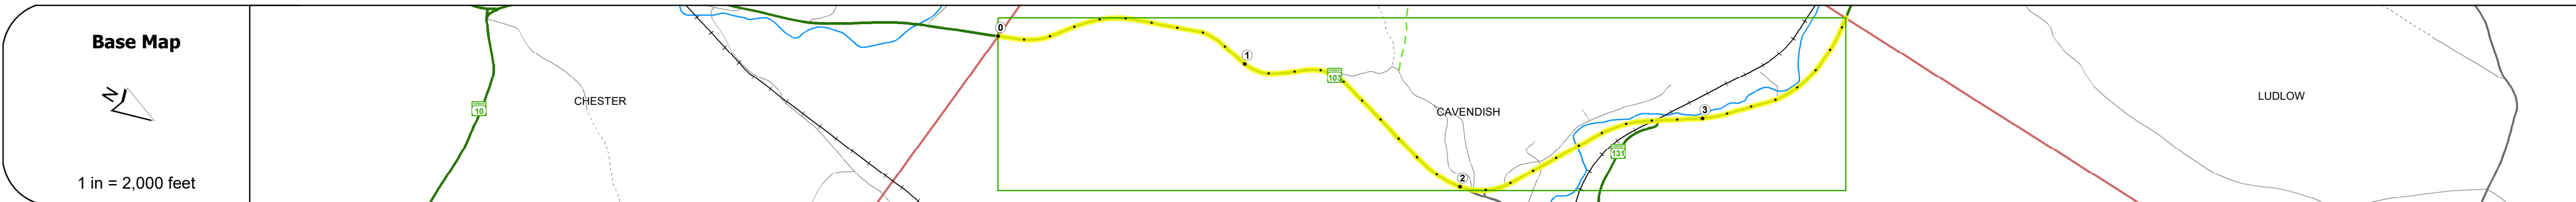 Base Map
N
1 in = 2,000 feet
10
CHESTER
0
1
103
CAVENDISH
2
131
3
LUDLOW